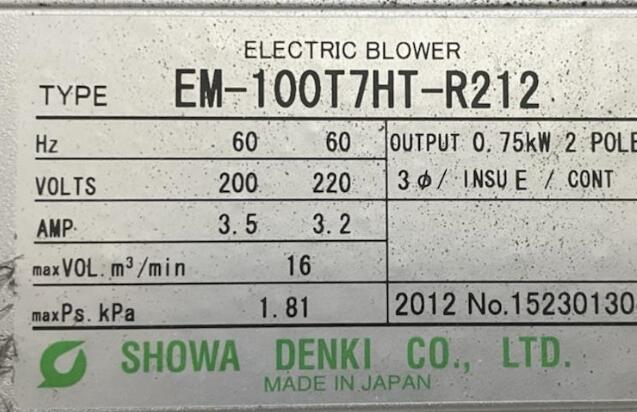 ELECTRIC BLOWER
TYPE EM-100T7HT-R212
Hz 60 60 OUTPUT 0.75kW 2 POLE
VOLTS 200 220 3φ/ INSU E / CONT
AMP. 3.5 3.2
maxVOL. m³/min 16
maxPs. kPa 1.81 2012 No.15230130
SHOWA DENKI CO., LTD.
MADE IN JAPAN